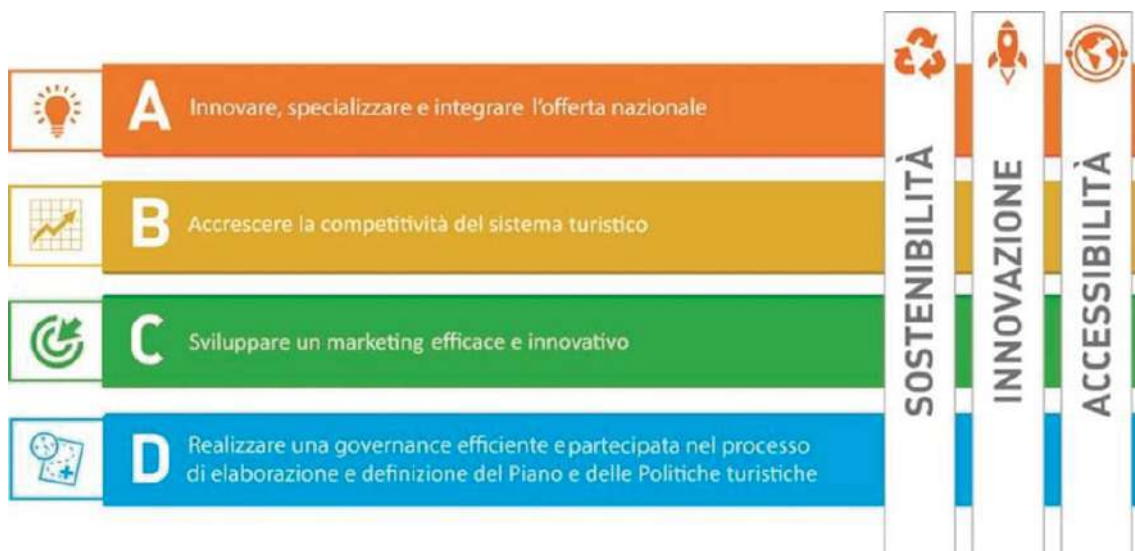 A
Innovare, specializzare e integrare l'offerta nazionale
B
Accrescere la competitività del sistema turistico
C
Sviluppare un marketing efficace e innovativo
D
Realizzare una governance efficiente e partecipata nel processo
di elaborazione e definizione del Piano e delle Politiche turistiche
SOSTENIBILITÀ
INNOVAZIONE
ACCESSIBILITÀ